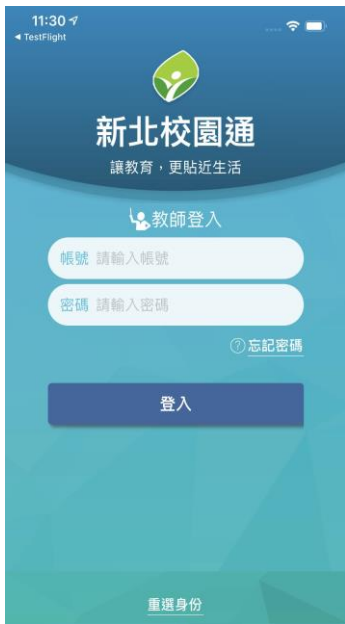 11:30
◀ TestFlight
新北校園通
讓教育，更貼近生活
教師登入
帳號 請輸入帳號
密碼 請輸入密碼
?忘記密碼
登入
重選身份